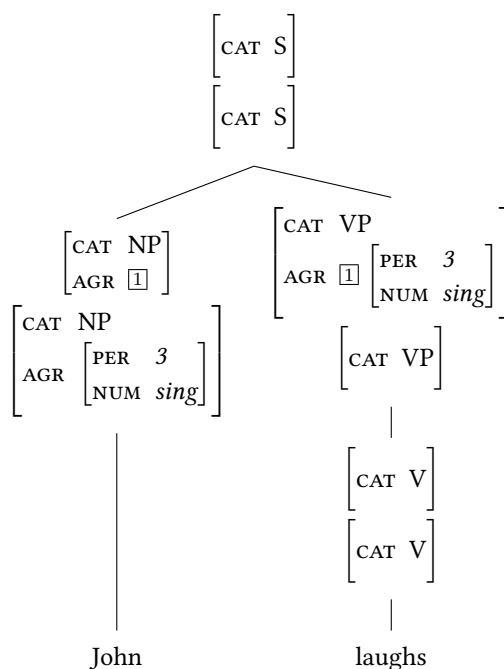 CAT S
CAT S
CAT NP
AGR 1
CAT VP
AGR 1 PER 3
NUM sing
CAT NP
AGR PER 3
NUM sing
CAT VP
CAT V
CAT V
John laughs